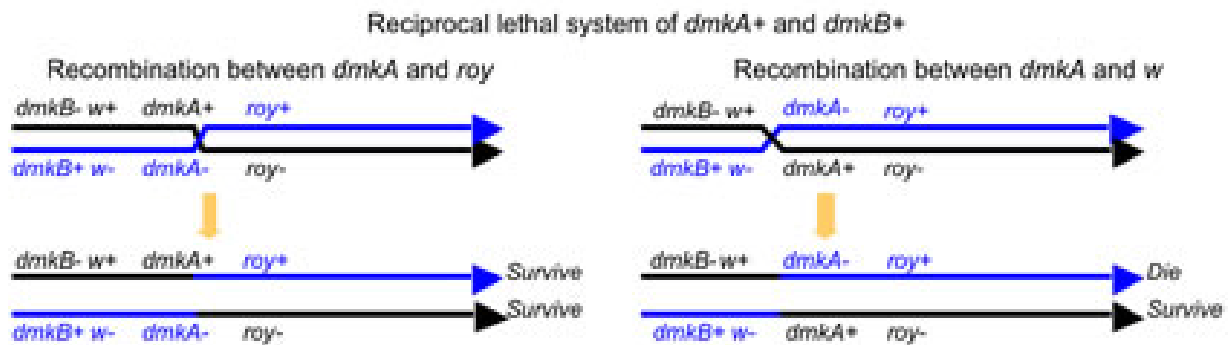 Reciprocal lethal system of dmkA+ and dmkB+
Recombination between dmkA and roy
dmkB- w+ dmkA+ roy+
dmkB+ w- dmkA- roy-
dmkB- w+ dmkA+ roy+ Survive
Survive
dmkB+ w- dmkA- roy-
Recombination between dmkA and w
dmkB- w+ dmkA- roy+
dmkB+ w- dmkA+ roy-
dmkB- w+ dmkA- roy+ Die
Survive
dmkB+ w- dmkA+ roy-